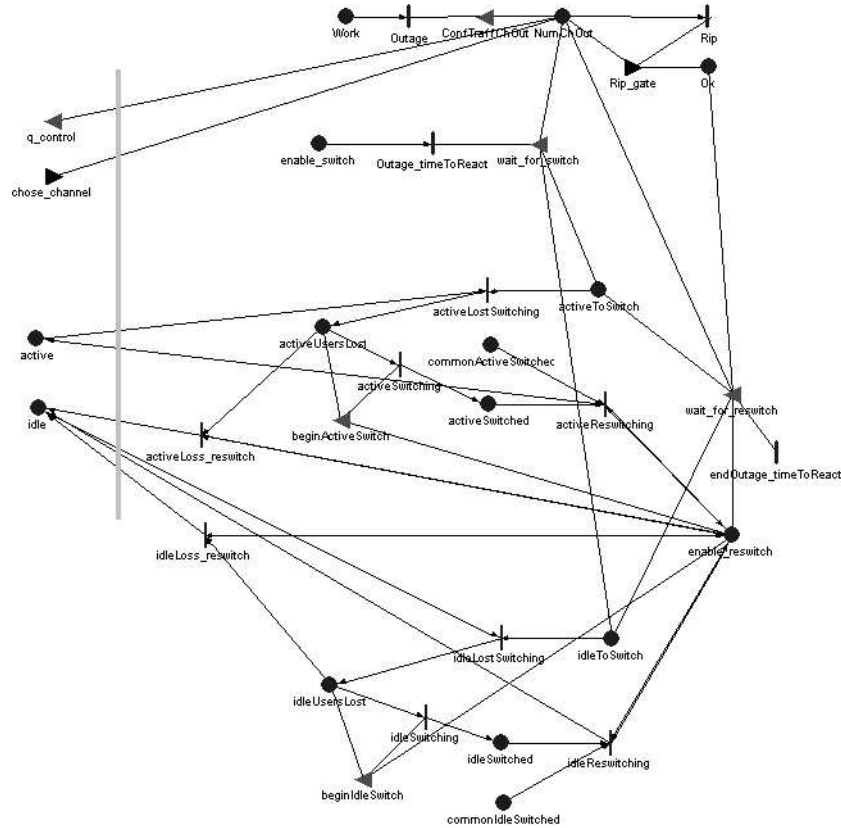 Work
Outage
ConfTraffChOut
NumChOut
Rip
Rip_gate
Ok
q_control
enable_switch
Outage_timeToReact
wait_for_switch
chose_channel
activeLostSwitching
activeToSwitch
active
activeUsersLost
commonActiveSwitched
activeSwitching
idle
activeSwitched
activeReswitching
wait_for_reswitch
beginActiveSwitch
activeLoss_reswitch
endOutage_timeToReact
idleLoss_reswitch
enable_reswitch
idleLostSwitching
idleToSwitch
idleUsersLost
idleSwitching
idleSwitched
idleReswitching
beginIdleSwitch
commonIdleSwitched